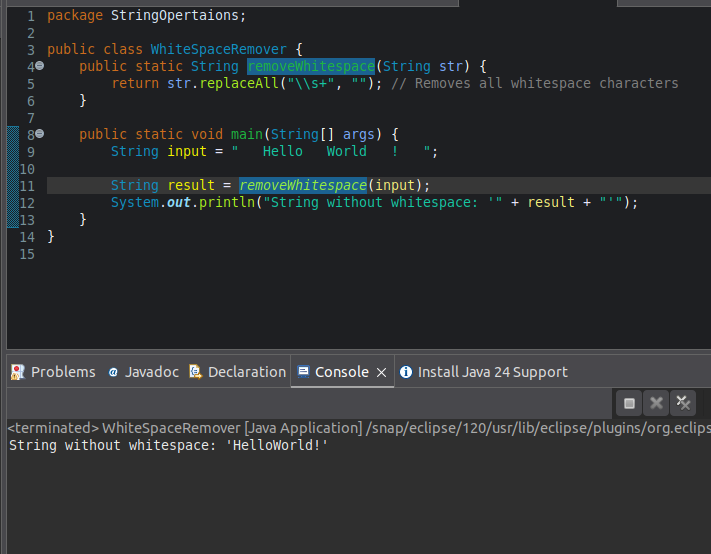 1 package StringOpertaions;
2
3 public class WhiteSpaceRemover {
4     public static String removeWhitespace(String str) {
5         return str.replaceAll("\\s+", ""); // Removes all whitespace characters
6     }
7
8     public static void main(String[] args) {
9         String input = "   Hello   World   !   ";
10
11         String result = removeWhitespace(input);
12         System.out.println("String without whitespace: '" + result + "'");
13     }
14 }
15
Problems @ Javadoc Declaration Console Install Java 24 Support
<terminated> WhiteSpaceRemover [Java Application] /snap/eclipse/120/usr/lib/eclipse/plugins/org.eclips
String without whitespace: 'HelloWorld!'